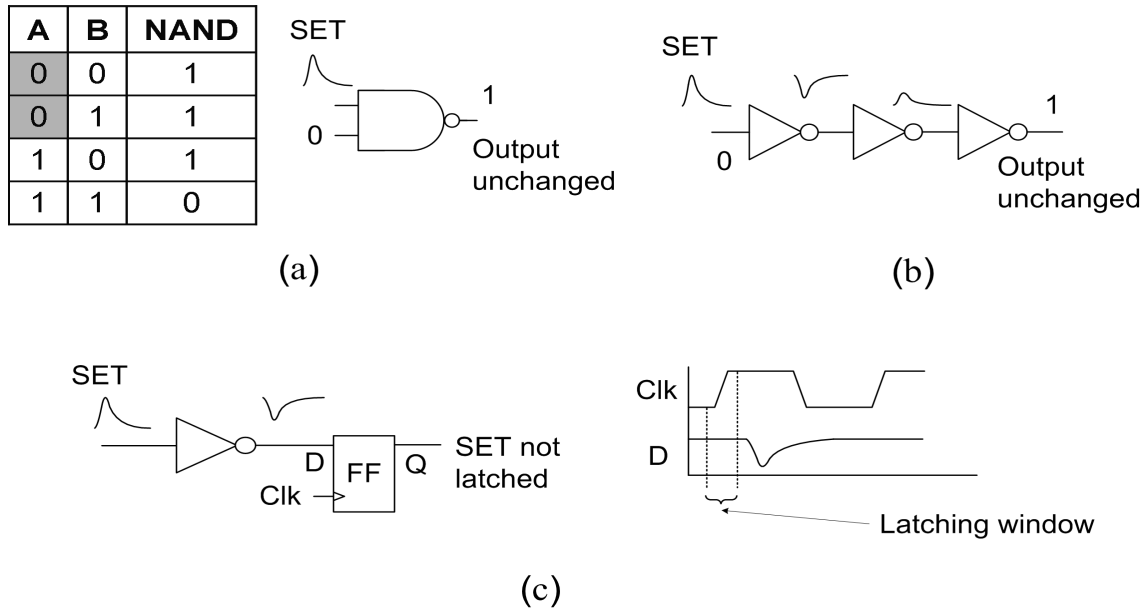 A B NAND
0 0 1
0 1 1
1 0 1
1 1 0
SET
0
1
Output
unchanged
(a)
SET
0
1
Output
unchanged
(b)
SET
D
FF
Q
Clk
SET not
latched
Clk
D
Latching window
(c)